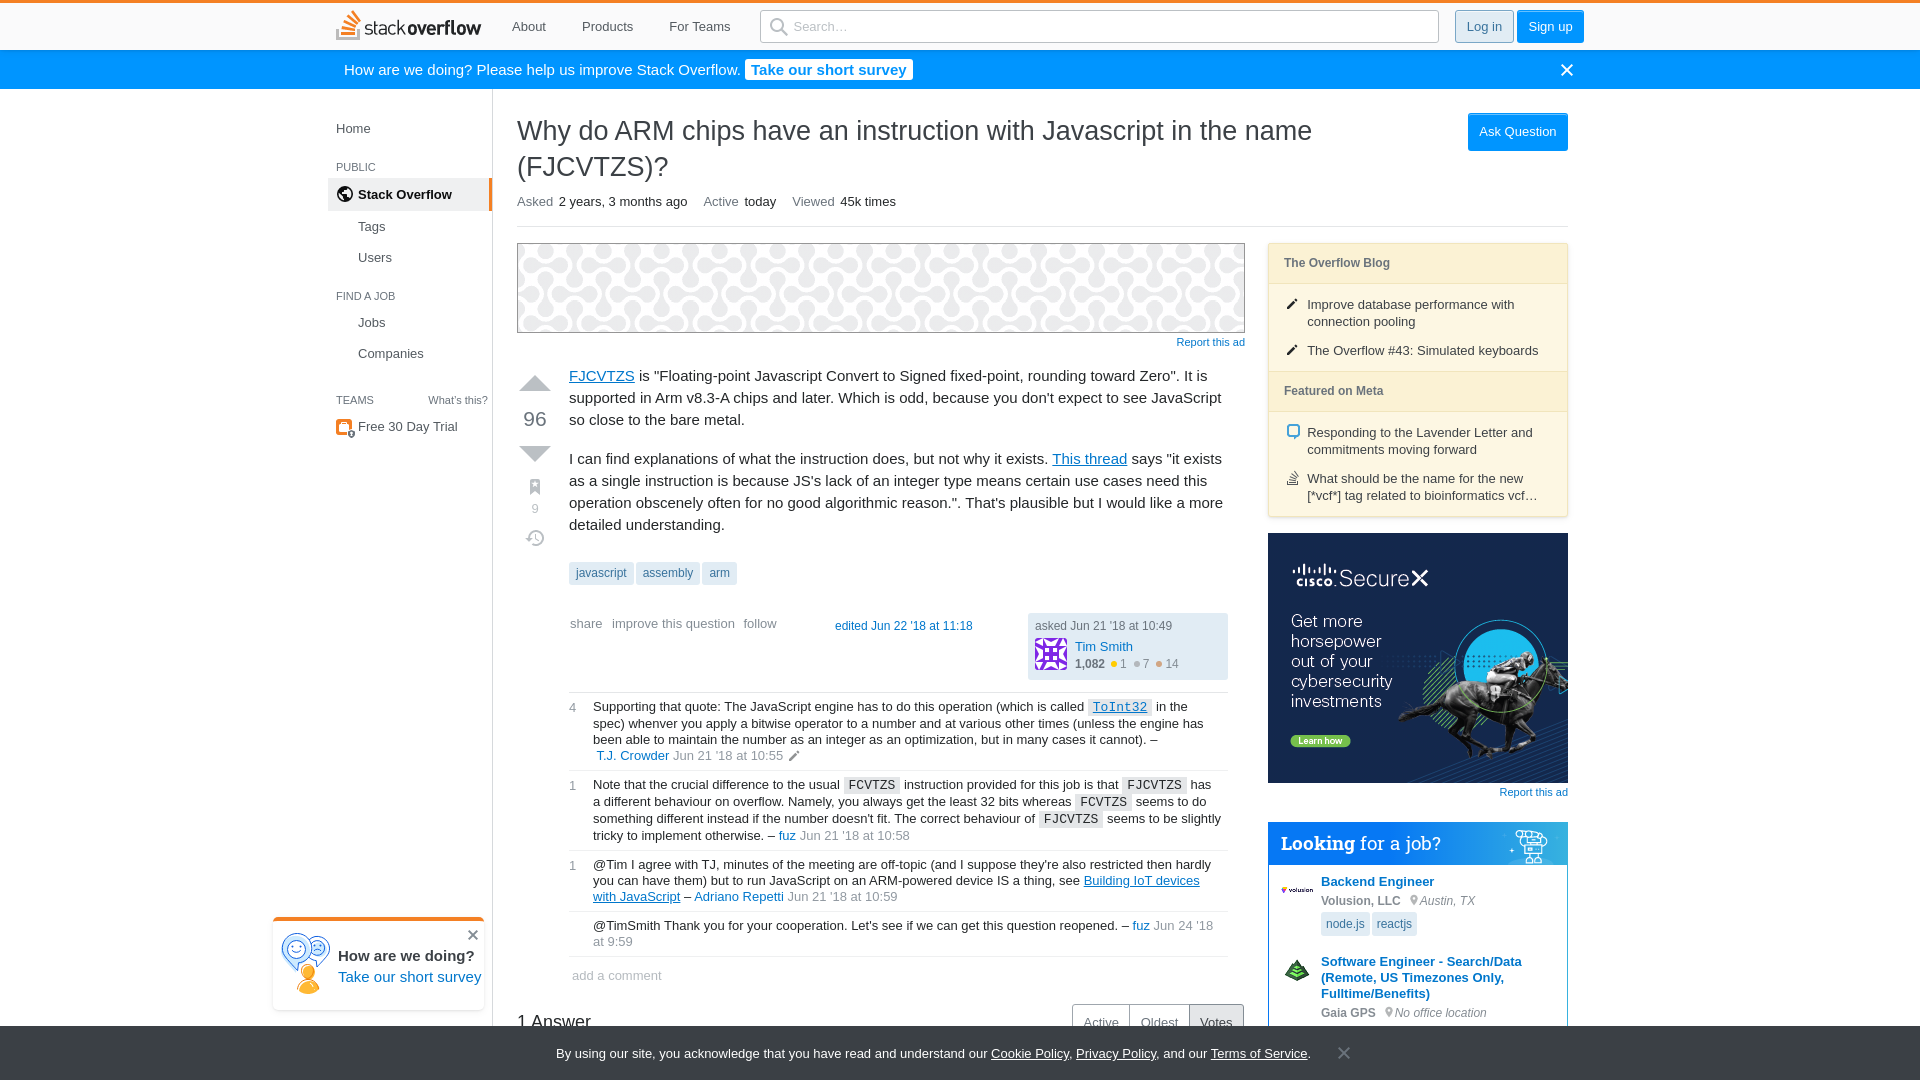 stackoverflow
About
Products
For Teams
Search…
Log in
Sign up
How are we doing? Please help us improve Stack Overflow. Take our short survey
Home
PUBLIC
Stack Overflow
Tags
Users
FIND A JOB
Jobs
Companies
TEAMS
What's this?
Free 30 Day Trial
Why do ARM chips have an instruction with Javascript in the name
(FJCVTZS)?
Ask Question
Asked 2 years, 3 months ago Active today Viewed 45k times
Report this ad
96
9
FJCVTZS is "Floating-point Javascript Convert to Signed fixed-point, rounding toward Zero". It is
supported in Arm v8.3-A chips and later. Which is odd, because you don't expect to see JavaScript
so close to the bare metal.
I can find explanations of what the instruction does, but not why it exists. This thread says "it exists
as a single instruction is because JS's lack of an integer type means certain use cases need this
operation obscenely often for no good algorithmic reason.". That's plausible but I would like a more
detailed understanding.
javascript assembly arm
share improve this question follow
edited Jun 22 '18 at 11:18
asked Jun 21 '18 at 10:49
Tim Smith
1,082 1 7 14
4
Supporting that quote: The JavaScript engine has to do this operation (which is called ToInt32 in the
spec) whenver you apply a bitwise operator to a number and at various other times (unless the engine has
been able to maintain the number as an integer as an optimization, but in many cases it cannot). –
T.J. Crowder Jun 21 '18 at 10:55
1
Note that the crucial difference to the usual FCVTZS instruction provided for this job is that FJCVTZS has
a different behaviour on overflow. Namely, you always get the least 32 bits whereas FCVTZS seems to do
something different instead if the number doesn't fit. The correct behaviour of FJCVTZS seems to be slightly
tricky to implement otherwise. – fuz Jun 21 '18 at 10:58
1
@Tim I agree with TJ, minutes of the meeting are off-topic (and I suppose they're also restricted then hardly
you can have them) but to run JavaScript on an ARM-powered device IS a thing, see Building IoT devices
with JavaScript – Adriano Repetti Jun 21 '18 at 10:59
@TimSmith Thank you for your cooperation. Let's see if we can get this question reopened. – fuz Jun 24 '18
at 9:59
add a comment
1 Answer
Active
Oldest
Votes
The Overflow Blog
Improve database performance with
connection pooling
The Overflow #43: Simulated keyboards
Featured on Meta
Responding to the Lavender Letter and
commitments moving forward
What should be the name for the new
[*vcf*] tag related to bioinformatics vcf…
cisco. SecureX
Get more
horsepower
out of your
cybersecurity
investments
Learn how
Report this ad
Looking for a job?
volusion
Backend Engineer
Volusion, LLC Austin, TX
node.js reactjs
Software Engineer - Search/Data
(Remote, US Timezones Only,
Fulltime/Benefits)
Gaia GPS No office location
How are we doing?
Take our short survey
By using our site, you acknowledge that you have read and understand our Cookie Policy, Privacy Policy, and our Terms of Service.